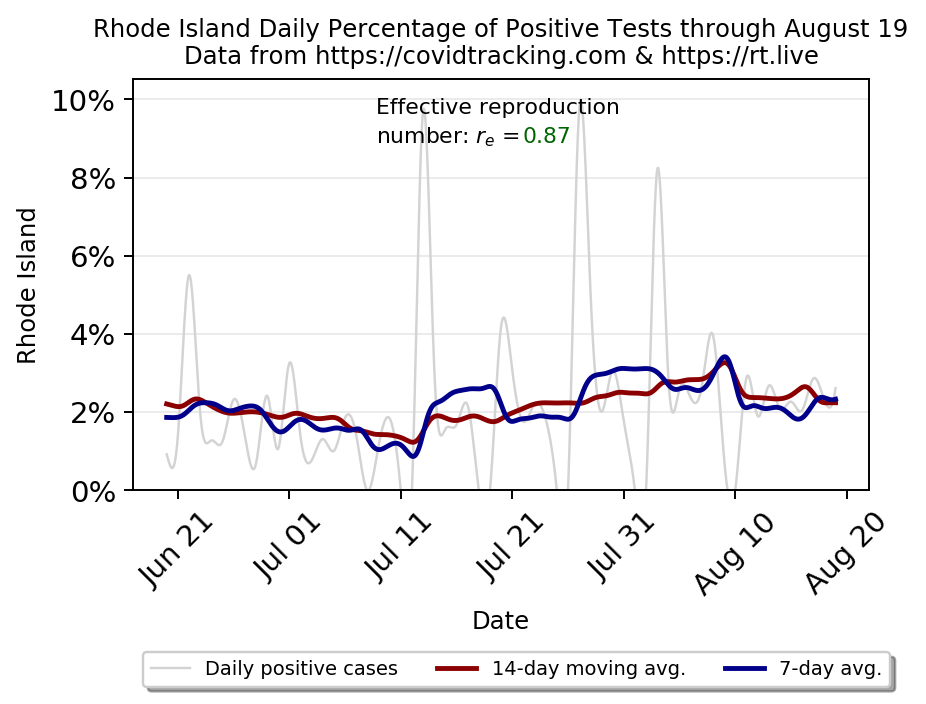 Rhode Island Daily Percentage of Positive Tests through August 19
Data from https://covidtracking.com & https://rt.live
Effective reproduction
number: rₑ = 0.87
10%
8%
6%
4%
2%
0%
Rhode Island
Jun 21
Jul 01
Jul 11
Jul 21
Jul 31
Aug 10
Aug 20
Date
Daily positive cases
14-day moving avg.
7-day avg.